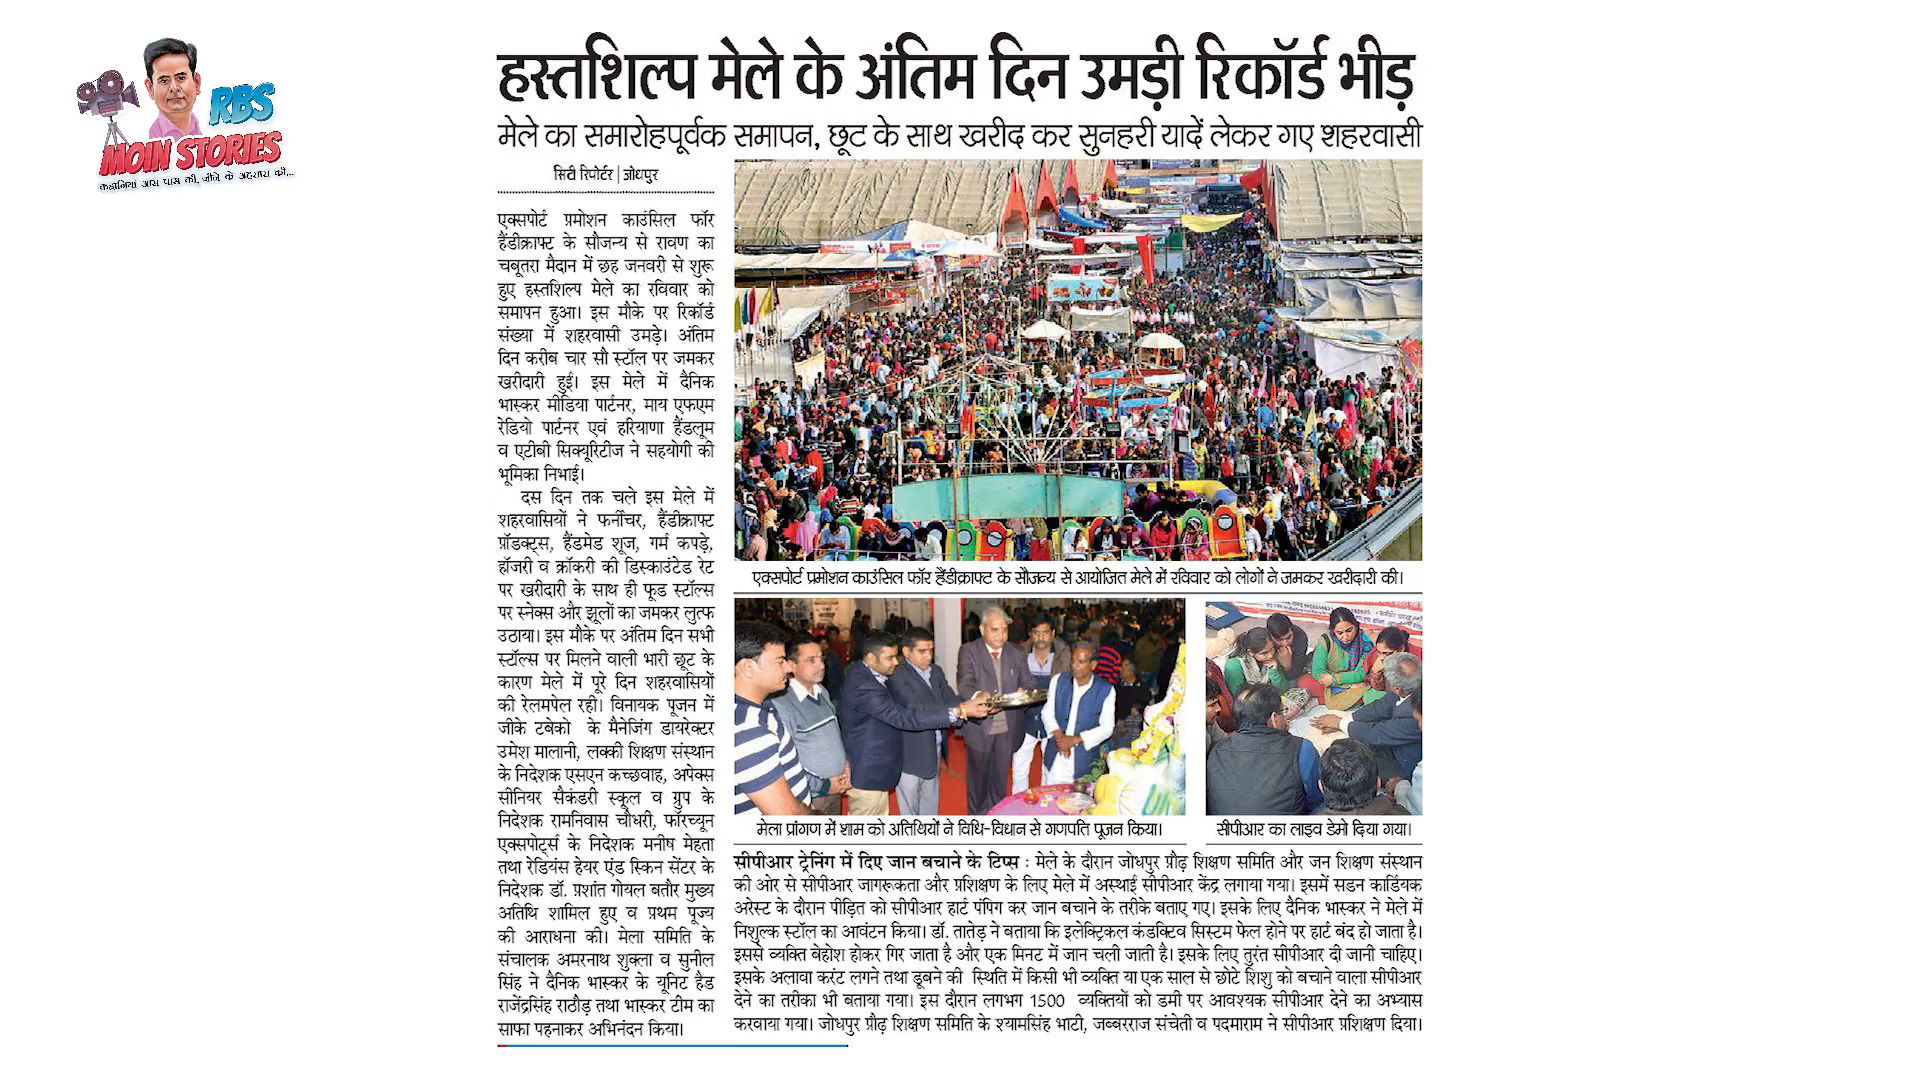 RBS
MOIN STORIES
कहानियां आस पास की, जीने के अहसास की...
हस्तशिल्प मेले के अंतिम दिन उमड़ी रिकॉर्ड भीड़
मेले का समारोहपूर्वक समापन, छूट के साथ खरीद कर सुनहरी यादें लेकर गए शहरवासी
सिटी रिपोर्टर | जोधपुर
एक्सपोर्ट प्रमोशन काउंसिल फॉर
हैंडीक्राफ्ट के सौजन्य से रावण का
चबूतरा मैदान में छह जनवरी से शुरू
हुए हस्तशिल्प मेले का रविवार को
समापन हुआ। इस मौके पर रिकॉर्ड
संख्या में शहरवासी उमड़े। अंतिम
दिन करीब चार सौ स्टॉल पर जमकर
खरीदारी हुई। इस मेले में दैनिक
भास्कर मीडिया पार्टनर, माय एफएम
रेडियो पार्टनर एवं हरियाणा हैंडलूम
व एटीबी सिक्यूरिटीज ने सहयोगी की
भूमिका निभाई।
दस दिन तक चले इस मेले में
शहरवासियों ने फर्नीचर, हैंडीक्राफ्ट
प्रॉडक्ट्स, हैंडमेड शूज, गर्म कपड़े,
हॉजरी व क्रॉकरी की डिस्काउंटेड रेट
पर खरीदारी के साथ ही फूड स्टॉल्स
पर स्नेक्स और झूलों का जमकर लुत्फ
उठाया। इस मौके पर अंतिम दिन सभी
स्टॉल्स पर मिलने वाली भारी छूट के
कारण मेले में पूरे दिन शहरवासियों
की रेलमपेल रही। विनायक पूजन में
जीके टबेको के मैनेजिंग डायरेक्टर
उमेश मालानी, लक्की शिक्षण संस्थान
के निदेशक एसएन कच्छवाह, अपेक्स
सीनियर सैकंडरी स्कूल व ग्रुप के
निदेशक रामनिवास चौधरी, फॉरच्यून
एक्सपोर्ट्स के निदेशक मनीष मेहता
तथा रेडियंस हेयर एंड स्किन सेंटर के
निदेशक डॉ. प्रशांत गोयल बतौर मुख्य
अतिथि शामिल हुए व प्रथम पूज्य
की आराधना की। मेला समिति के
संचालक अमरनाथ शुक्ला व सुनील
सिंह ने दैनिक भास्कर के यूनिट हैड
राजेंद्रसिंह राठौड़ तथा भास्कर टीम का
साफा पहनाकर अभिनंदन किया।
एक्सपोर्ट प्रमोशन काउंसिल फॉर हैंडीक्राफ्ट के सौजन्य से आयोजित मेले में रविवार को लोगों ने जमकर खरीदारी की।
मेला प्रांगण में शाम को अतिथियों ने विधि-विधान से गणपति पूजन किया।
सीपीआर का लाइव डेमो दिया गया।
सीपीआर ट्रेनिंग में दिए जान बचाने के टिप्स : मेले के दौरान जोधपुर प्रौढ़ शिक्षण समिति और जन शिक्षण संस्थान
की ओर से सीपीआर जागरूकता और प्रशिक्षण के लिए मेले में अस्थाई सीपीआर केंद्र लगाया गया। इसमें सडन कार्डियक
अरेस्ट के दौरान पीड़ित को सीपीआर हार्ट पंपिग कर जान बचाने के तरीके बताए गए। इसके लिए दैनिक भास्कर ने मेले में
निशुल्क स्टॉल का आवंटन किया। डॉ. तातेड़ ने बताया कि इलेक्ट्रिकल कंडक्टिव सिस्टम फेल होने पर हार्ट बंद हो जाता है।
इससे व्यक्ति बेहोश होकर गिर जाता है और एक मिनट में जान चली जाती है। इसके लिए तुरंत सीपीआर दी जानी चाहिए।
इसके अलावा करंट लगने तथा डूबने की स्थिति में किसी भी व्यक्ति या एक साल से छोटे शिशु को बचाने वाला सीपीआर
देने का तरीका भी बताया गया। इस दौरान लगभग 1500 व्यक्तियों को डमी पर आवश्यक सीपीआर देने का अभ्यास
करवाया गया। जोधपुर प्रौढ़ शिक्षण समिति के श्यामसिंह भाटी, जब्बरराज संचेती व पदमाराम ने सीपीआर प्रशिक्षण दिया।